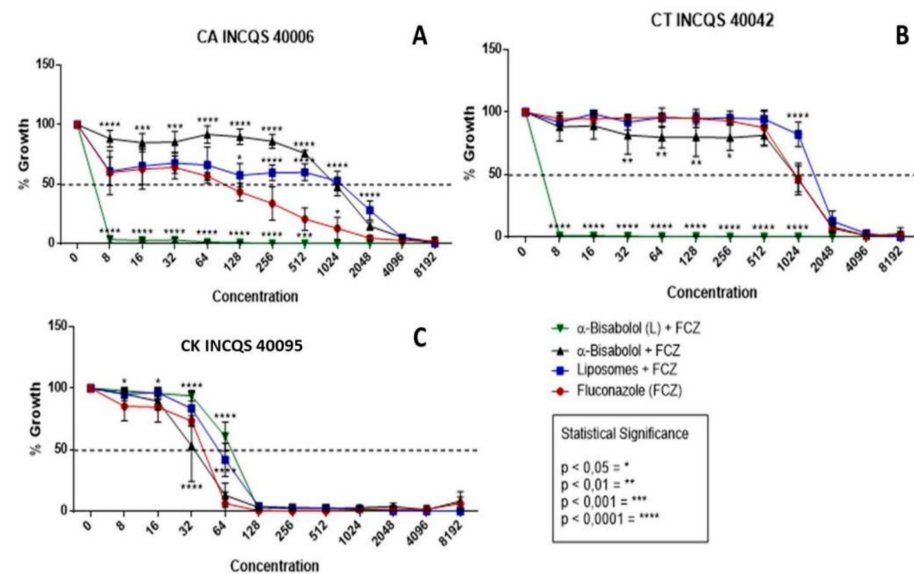 CA INCQS 40006
A
% Growth
150
100
50
0
**** *** *** **** **** **** **** ****
* **** **** ****
*
**** **** **** **** **** **** ***
0 8 16 32 64 128 256 512 1024 2048 4096 8192
Concentration
CT INCQS 40042
B
% Growth
150
100
50
0
****
** ** ** *
**** **** **** **** **** **** **** ****
0 8 16 32 64 128 256 512 1024 2048 4096 8192
Concentration
CK INCQS 40095
C
% Growth
150
100
50
0
* * **** ****
**** ****
0 8 16 32 64 128 256 512 1024 2048 4096 8192
Concentration
α-Bisabolol (L) + FCZ
α-Bisabolol + FCZ
Liposomes + FCZ
Fluconazole (FCZ)
Statistical Significance
p < 0,05 = *
p < 0,01 = **
p < 0,001 = ***
p < 0,0001 = ****